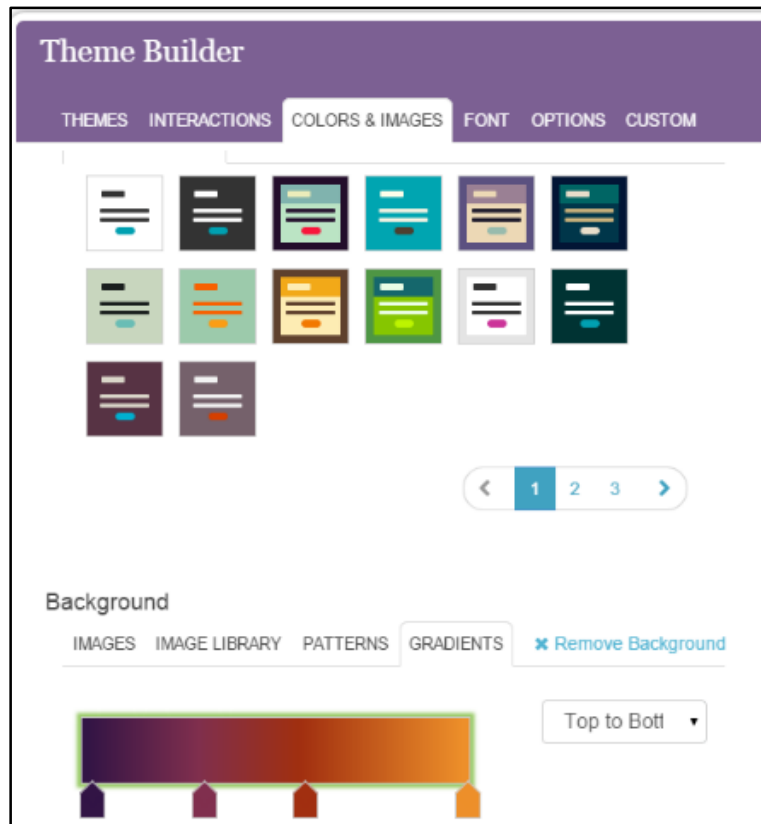 Theme Builder
THEMES INTERACTIONS COLORS & IMAGES FONT OPTIONS CUSTOM
1 2 3
Background
IMAGES IMAGE LIBRARY PATTERNS GRADIENTS ✖ Remove Background
Top to Bott